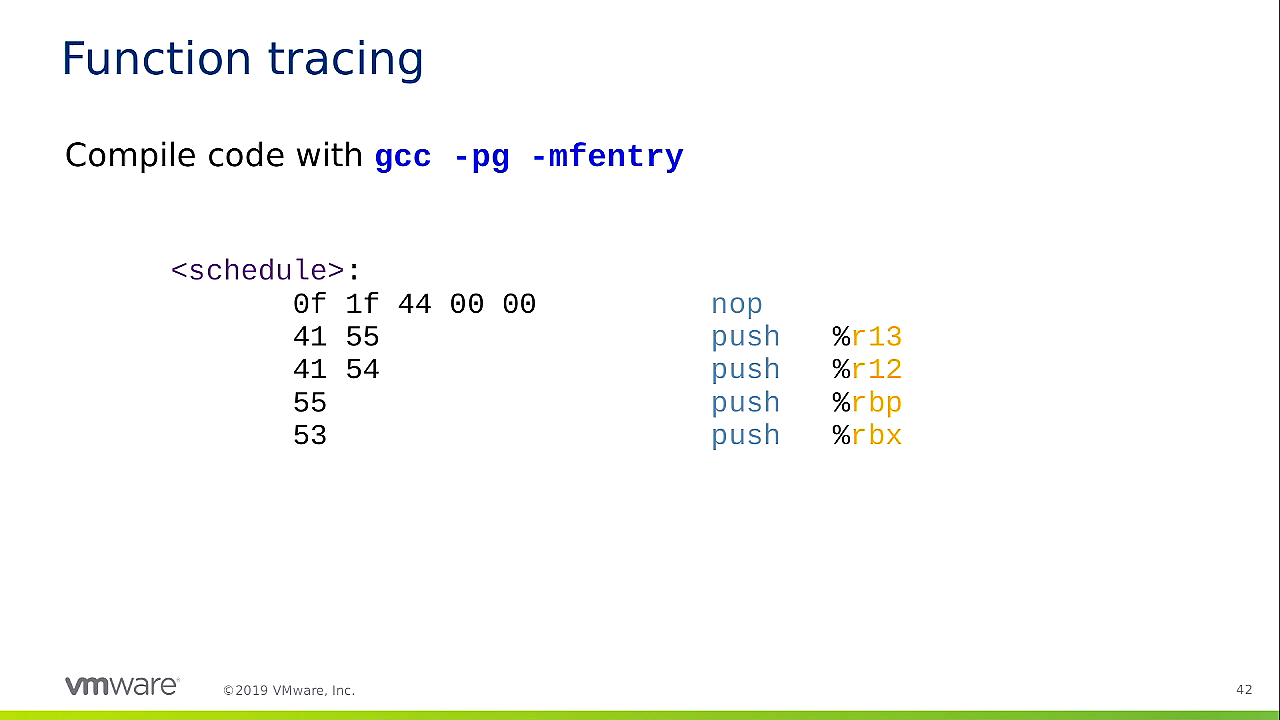 Function tracing
Compile code with gcc -pg -mfentry
<schedule>:
0f 1f 44 00 00 nop
41 55 push %r13
41 54 push %r12
55 push %rbp
53 push %rbx
vmware
©2019 VMware, Inc.
42